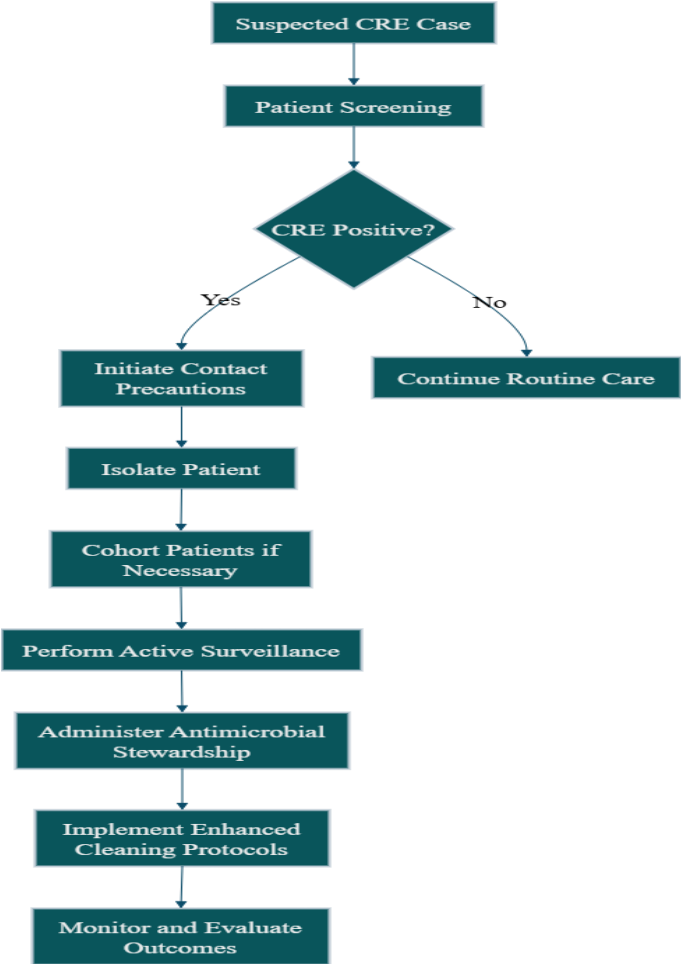 Suspected CRE Case
Patient Screening
CRE Positive?
Yes
No
Initiate Contact
Precautions
Continue Routine Care
Isolate Patient
Cohort Patients if
Necessary
Perform Active Surveillance
Administer Antimicrobial
Stewardship
Implement Enhanced
Cleaning Protocols
Monitor and Evaluate
Outcomes